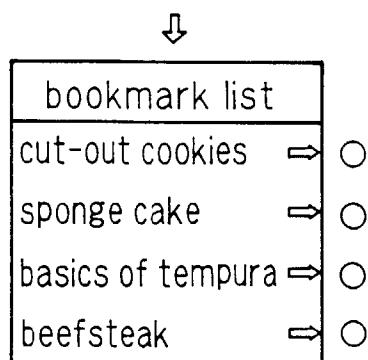 bookmark list
cut-out cookies
sponge cake
basics of tempura
beefsteak